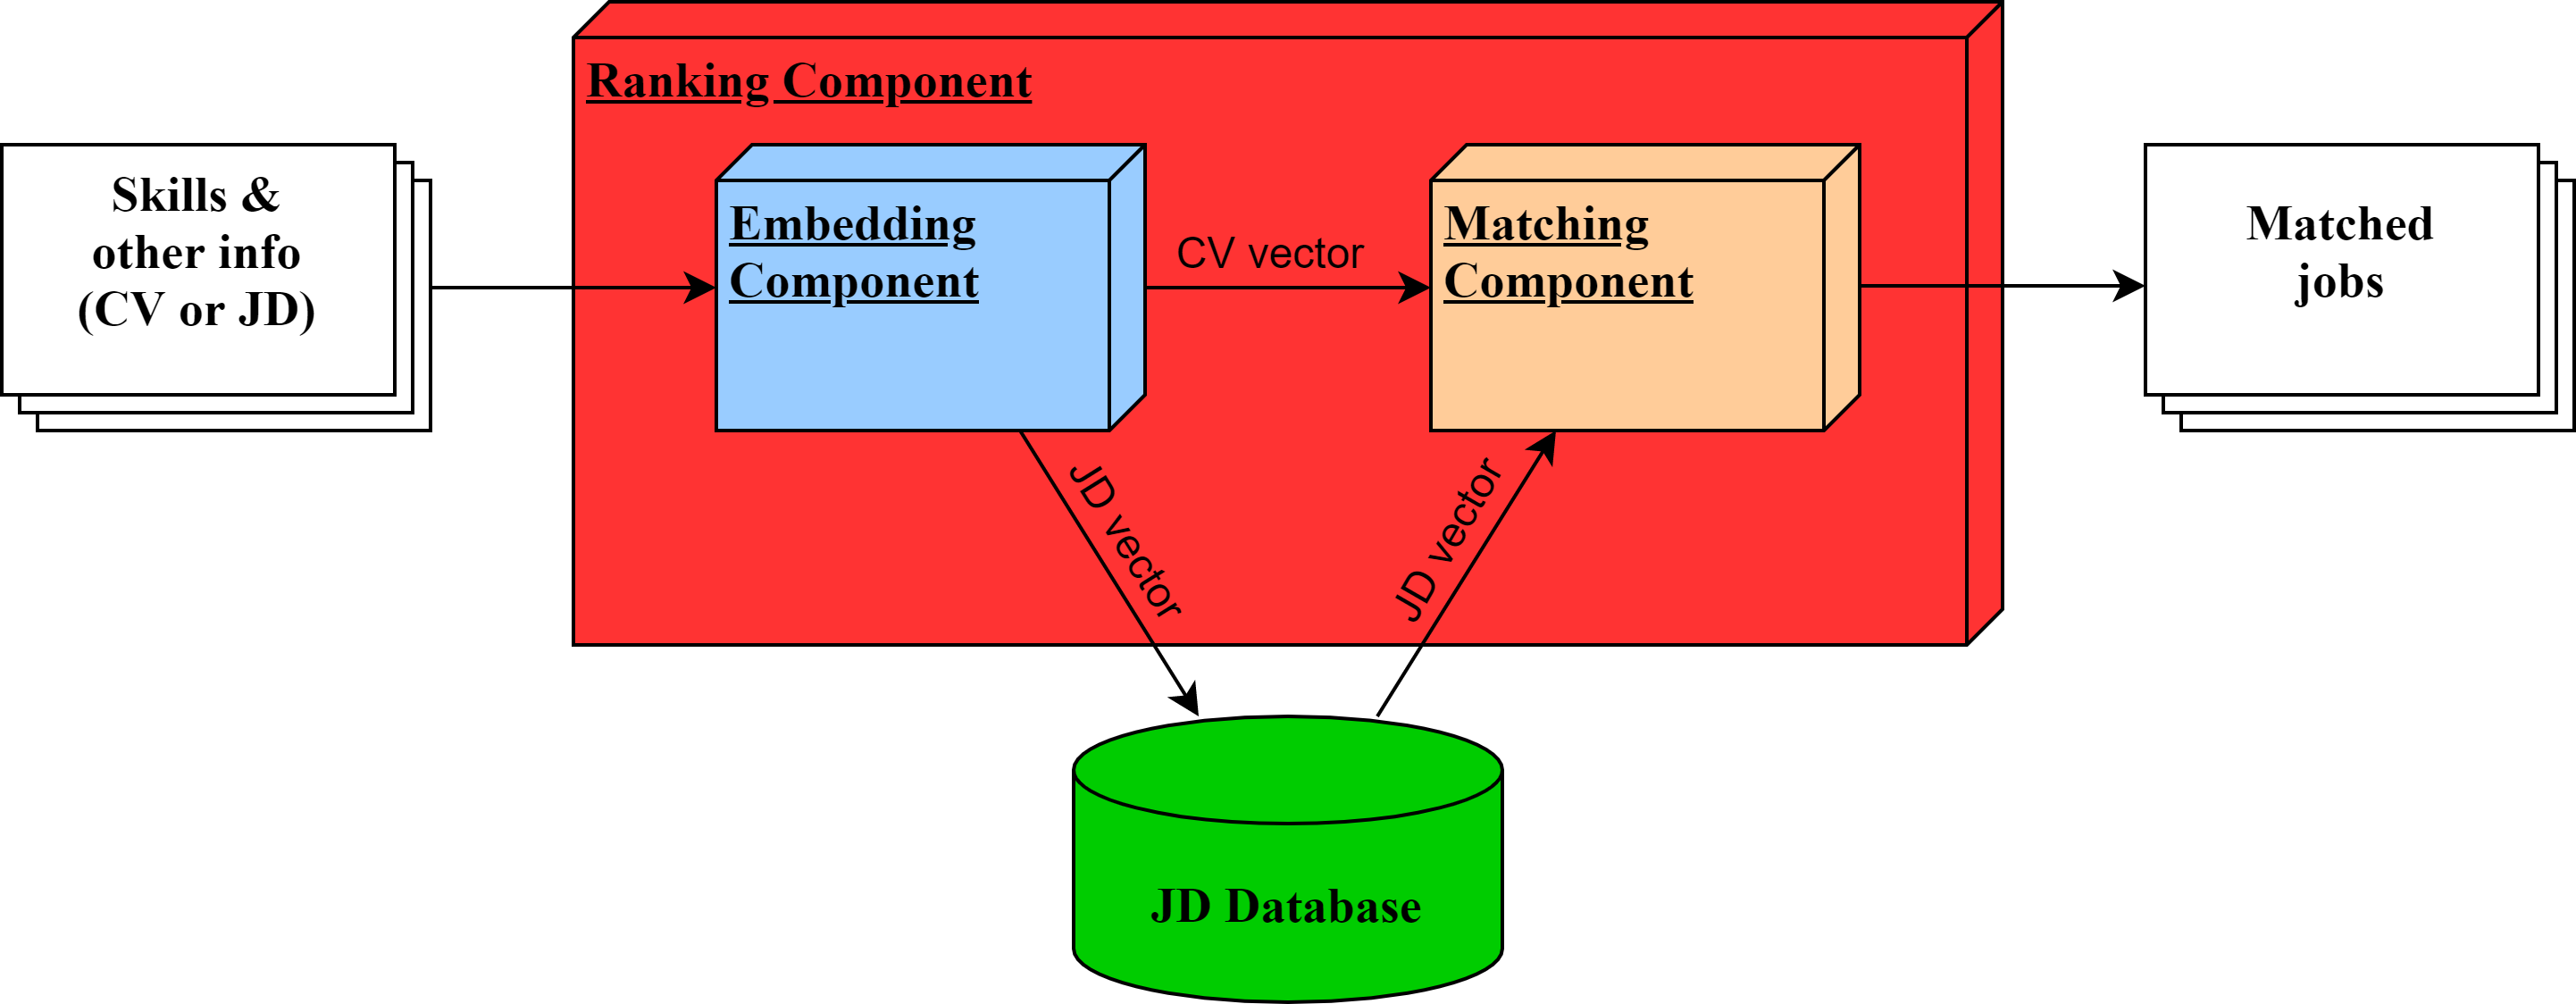 Ranking Component
Skills &
other info
(CV or JD)
Embedding
Component
CV vector
Matching
Component
Matched
jobs
JD vector
JD vector
JD Database